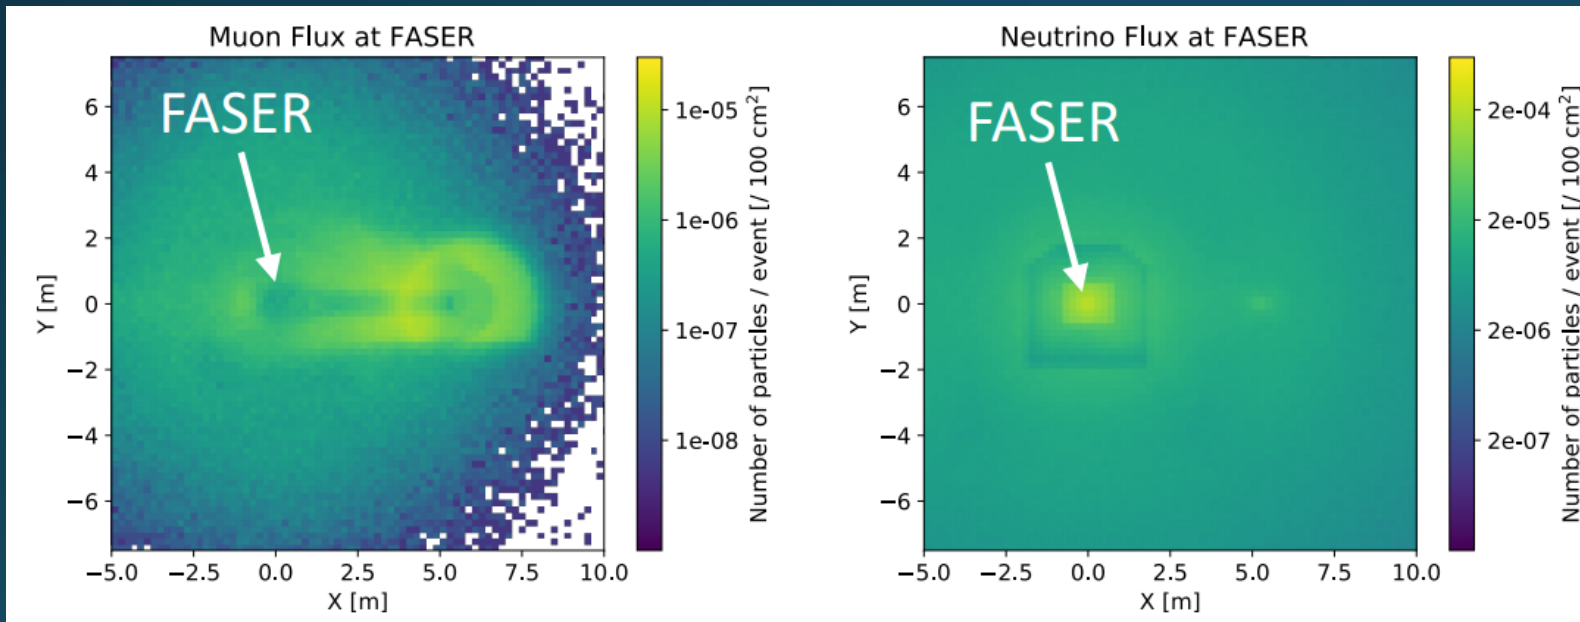 Muon Flux at FASER
FASER
6
4
2
0
−2
−4
−6
Y [m]
−5.0 −2.5 0.0 2.5 5.0 7.5 10.0
X [m]
1e-05
1e-06
1e-07
1e-08
Number of particles / event [/ 100 cm²]
Neutrino Flux at FASER
FASER
6
4
2
0
−2
−4
−6
Y [m]
−5.0 −2.5 0.0 2.5 5.0 7.5 10.0
X [m]
2e-04
2e-05
2e-06
2e-07
Number of particles / event [/ 100 cm²]